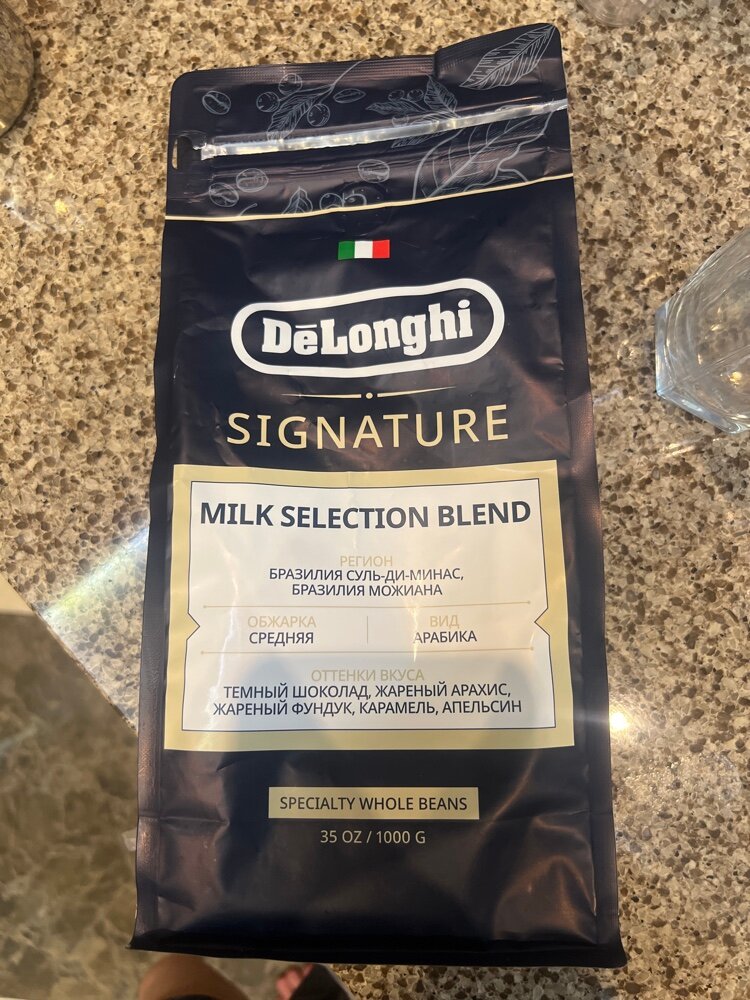 DēLonghi
SIGNATURE
MILK SELECTION BLEND
РЕГИОН
БРАЗИЛИЯ СУЛЬ-ДИ-МИНАС,
БРАЗИЛИЯ МОЖИАНА
ОБЖАРКА
СРЕДНЯЯ
ВИД
АРАБИКА
ОТТЕНКИ ВКУСА
ТЕМНЫЙ ШОКОЛАД, ЖАРЕНЫЙ АРАХИС,
ЖАРЕНЫЙ ФУНДУК, КАРАМЕЛЬ, АПЕЛЬСИН
SPECIALTY WHOLE BEANS
35 OZ / 1000 G